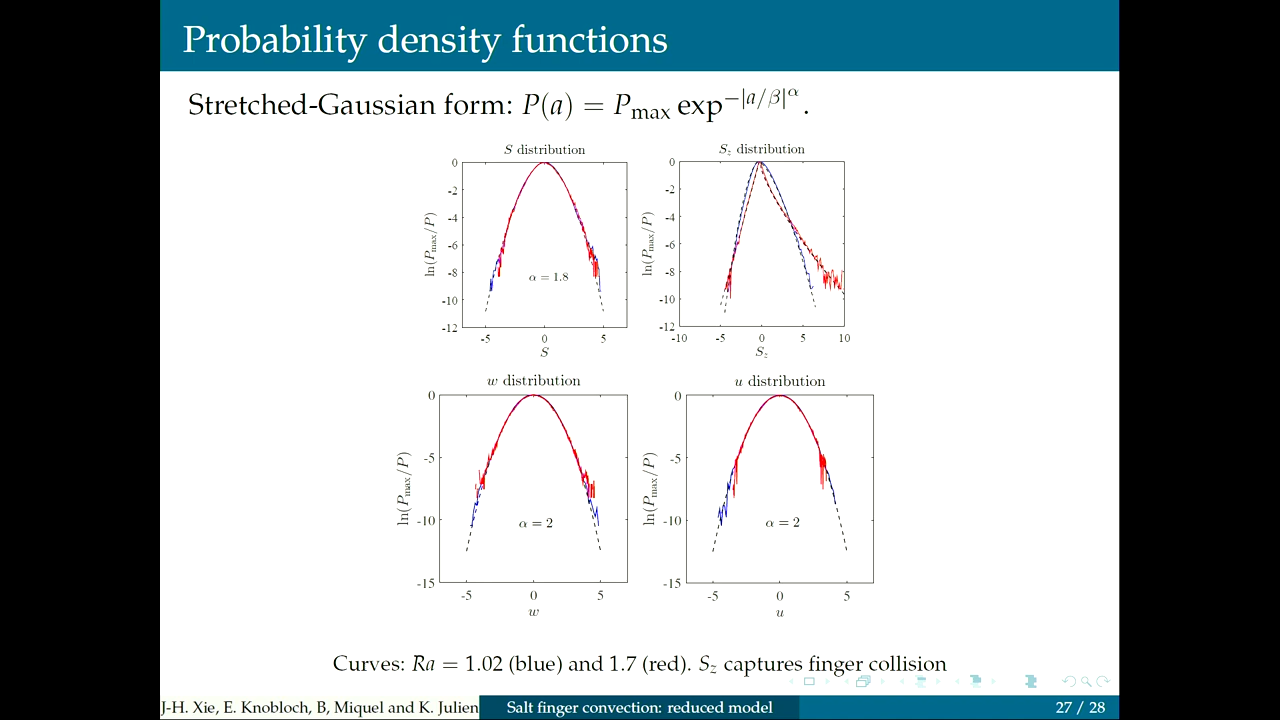 Probability density functions
Stretched-Gaussian form: P(a) = P_max exp^{−|a/β|^α}.
S distribution
ln(P_max/P)
0
-2
-4
-6
-8
-10
-12
α = 1.8
-5 0 5
S
S_z distribution
ln(P_max/P)
0
-2
-4
-6
-8
-10
-12
-10 -5 0 5 10
S_z
w distribution
ln(P_max/P)
0
-5
-10
-15
α = 2
-5 0 5
w
u distribution
ln(P_max/P)
0
-5
-10
-15
α = 2
-5 0 5
u
Curves: Ra = 1.02 (blue) and 1.7 (red). S_z captures finger collision
J-H. Xie, E. Knobloch, B, Miquel and K. Julien
Salt finger convection: reduced model
27 / 28